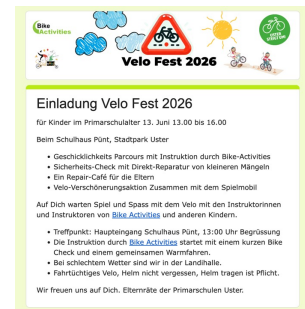 Bike
Activities
Velo Fest 2026
Einladung Velo Fest 2026
für Kinder im Primarschulalter 13. Juni 13.00 bis 16.00
Beim Schulhaus Pünt, Stadtpark Uster
• Geschicklichkeits Parcours mit Instruktion durch Bike-Activities
• Sicherheits-Check mit Direkt-Reparatur von kleineren Mängeln
• Ein Repair-Café für die Eltern
• Velo-Verschönerungsaktion Zusammen mit dem Spielmobil
Auf Dich warten Spiel und Spass mit dem Velo mit den Instruktorinnen
und Instruktoren von Bike Activities und anderen Kindern.
• Treffpunkt: Haupteingang Schulhaus Pünt, 13:00 Uhr Begrüssung
• Die Instruktion durch Bike Activities startet mit einem kurzen Bike
Check und einem gemeinsamen Warmfahren.
• Bei schlechtem Wetter sind wir in der Landihalle.
• Fahrtüchtiges Velo, Helm nicht vergessen, Helm tragen ist Pflicht.
Wir freuen uns auf Dich. Elternräte der Primarschulen Uster.